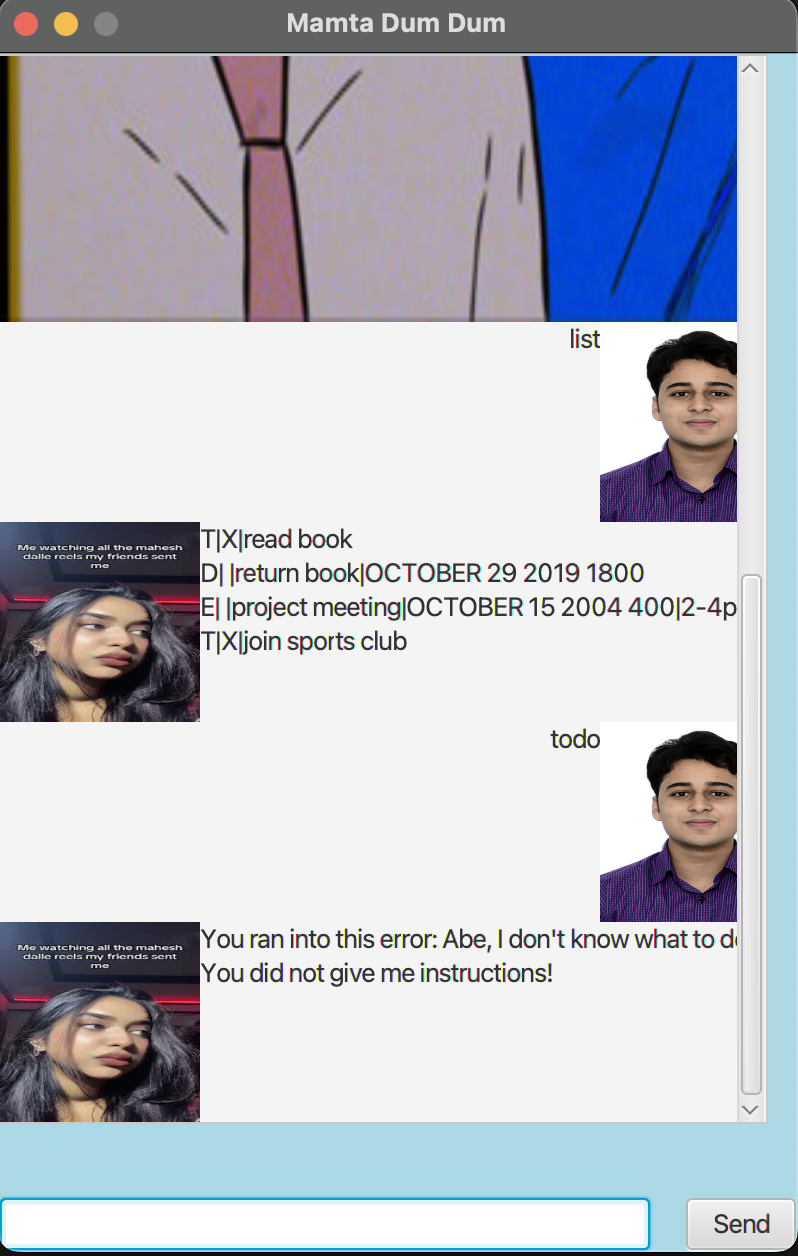 Mamta Dum Dum
list
Me watching all the mahesh
dalle reels my friends sent
me
T|X|read book
D| |return book|OCTOBER 29 2019 1800
E| |project meeting|OCTOBER 15 2004 400|2-4p
T|X|join sports club
todo
Me watching all the mahesh
dalle reels my friends sent
me
You ran into this error: Abe, I don't know what to d
You did not give me instructions!
Send